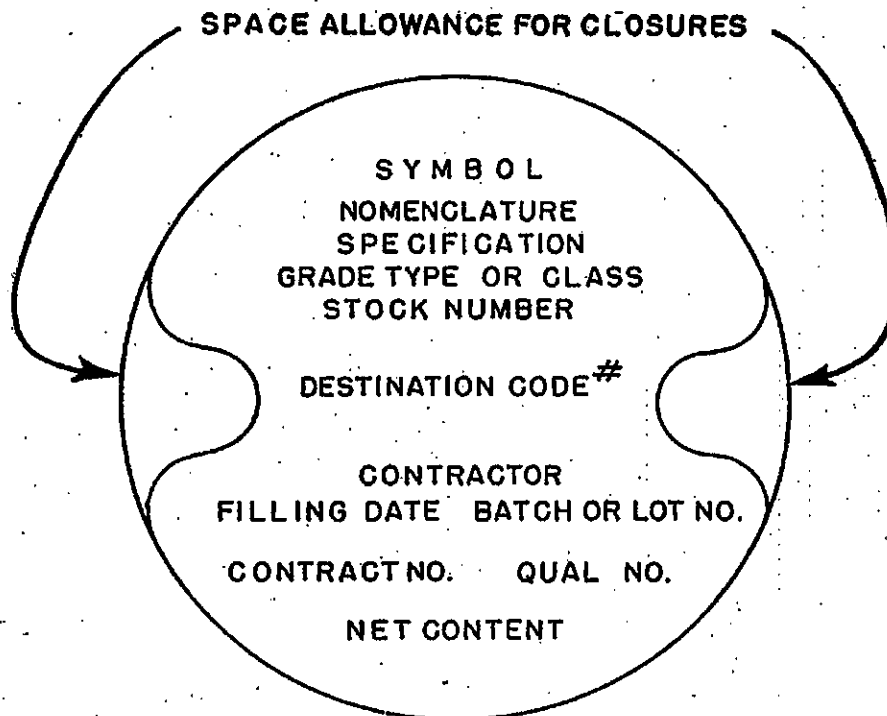 SPACE ALLOWANCE FOR CLOSURES
SYMBOL
NOMENCLATURE
SPECIFICATION
GRADE TYPE OR CLASS
STOCK NUMBER
DESTINATION CODE#
CONTRACTOR
FILLING DATE BATCH OR LOT NO.
CONTRACT NO. QUAL NO.
NET CONTENT